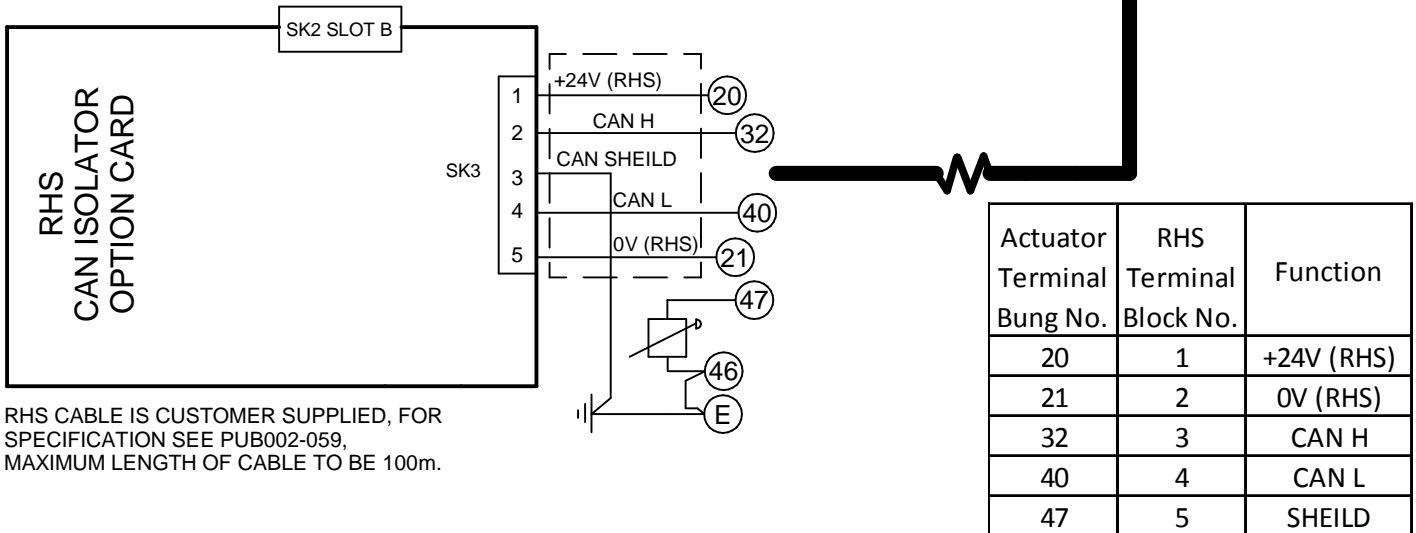 SK2 SLOT B
RHS
CAN ISOLATOR
OPTION CARD
SK3
1 +24V (RHS) 20
2 CAN H 32
3 CAN SHEILD
4 CAN L 40
5 0V (RHS) 21
47
46
E
RHS CABLE IS CUSTOMER SUPPLIED, FOR
SPECIFICATION SEE PUB002-059,
MAXIMUM LENGTH OF CABLE TO BE 100m.
Actuator Terminal Bung No. RHS Terminal Block No. Function
20 1 +24V (RHS)
21 2 0V (RHS)
32 3 CAN H
40 4 CAN L
47 5 SHEILD